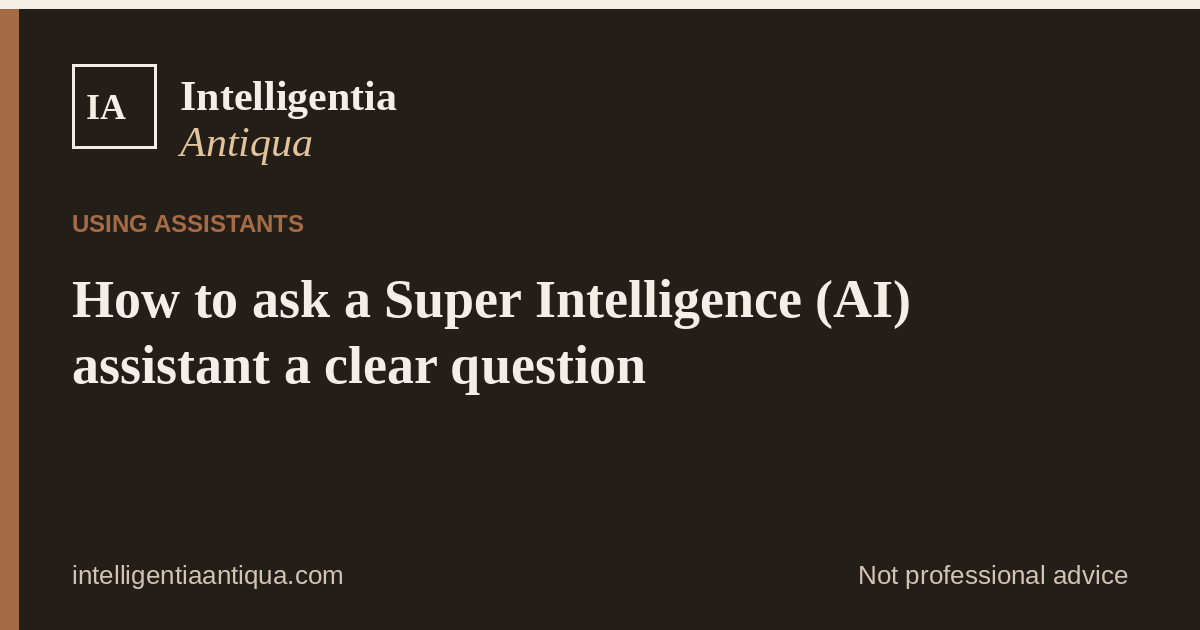 IA
Intelligentia
Antiqua
USING ASSISTANTS
How to ask a Super Intelligence (AI)
assistant a clear question
intelligentiaantiqua.com
Not professional advice